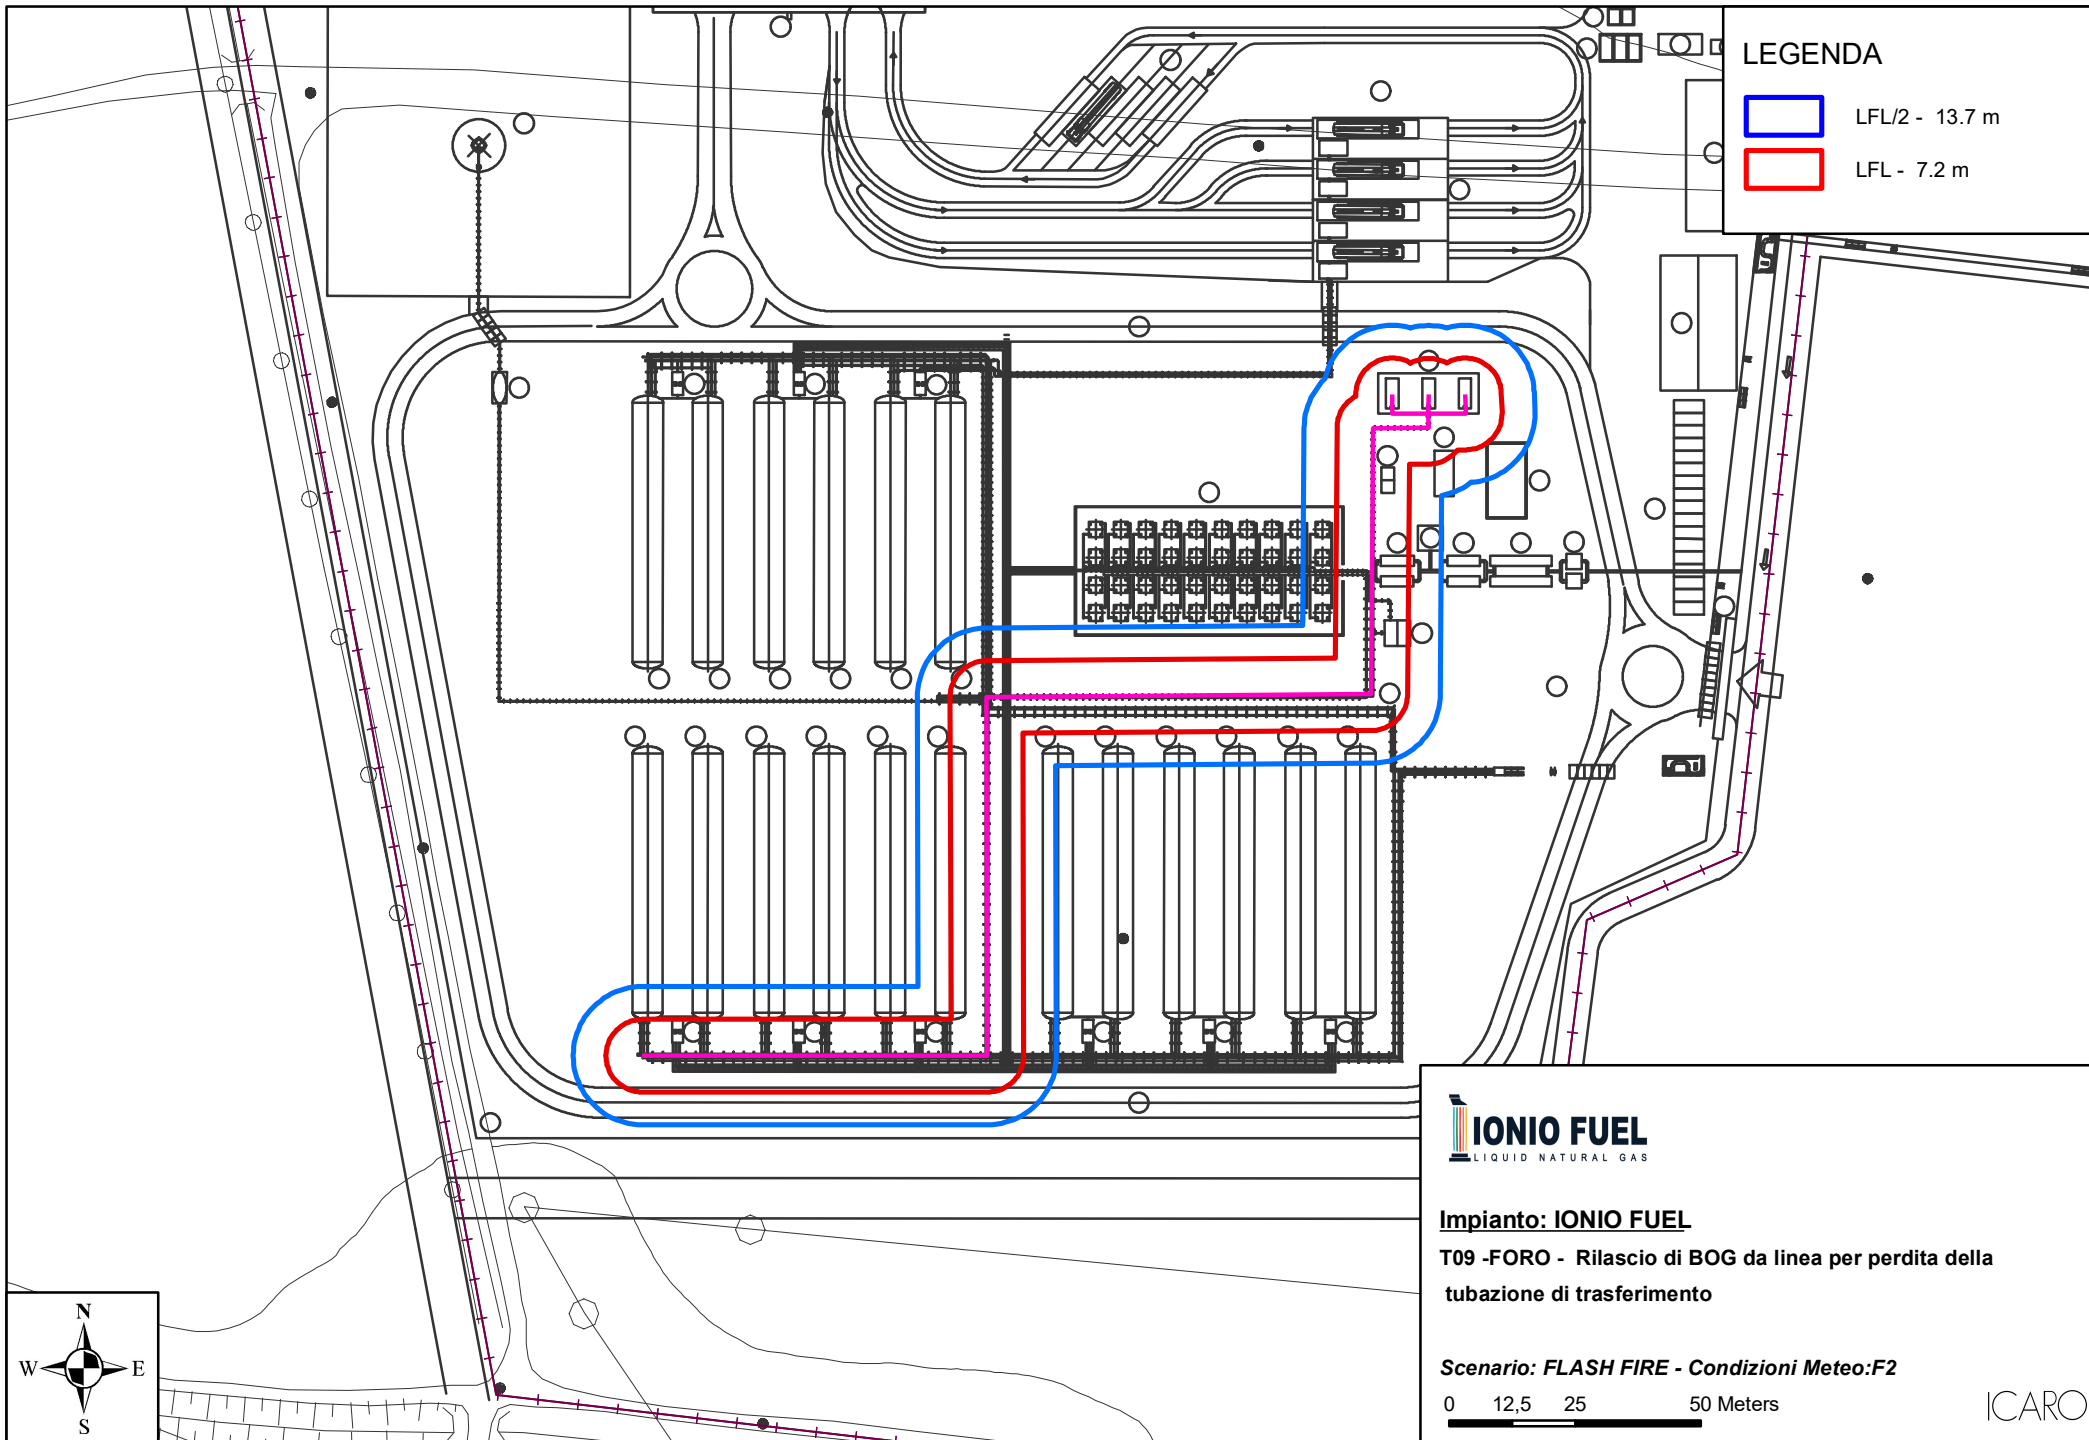 LEGENDA
LFL/2 - 13.7 m
LFL - 7.2 m
IONIO FUEL
LIQUID NATURAL GAS
Impianto: IONIO FUEL
T09 -FORO - Rilascio di BOG da linea per perdita della
tubazione di trasferimento
Scenario: FLASH FIRE - Condizioni Meteo:F2
0 12,5 25 50 Meters
ICARO
N
W E
S